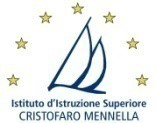 Istituto d'Istruzione Superiore
CRISTOFARO MENNELLA